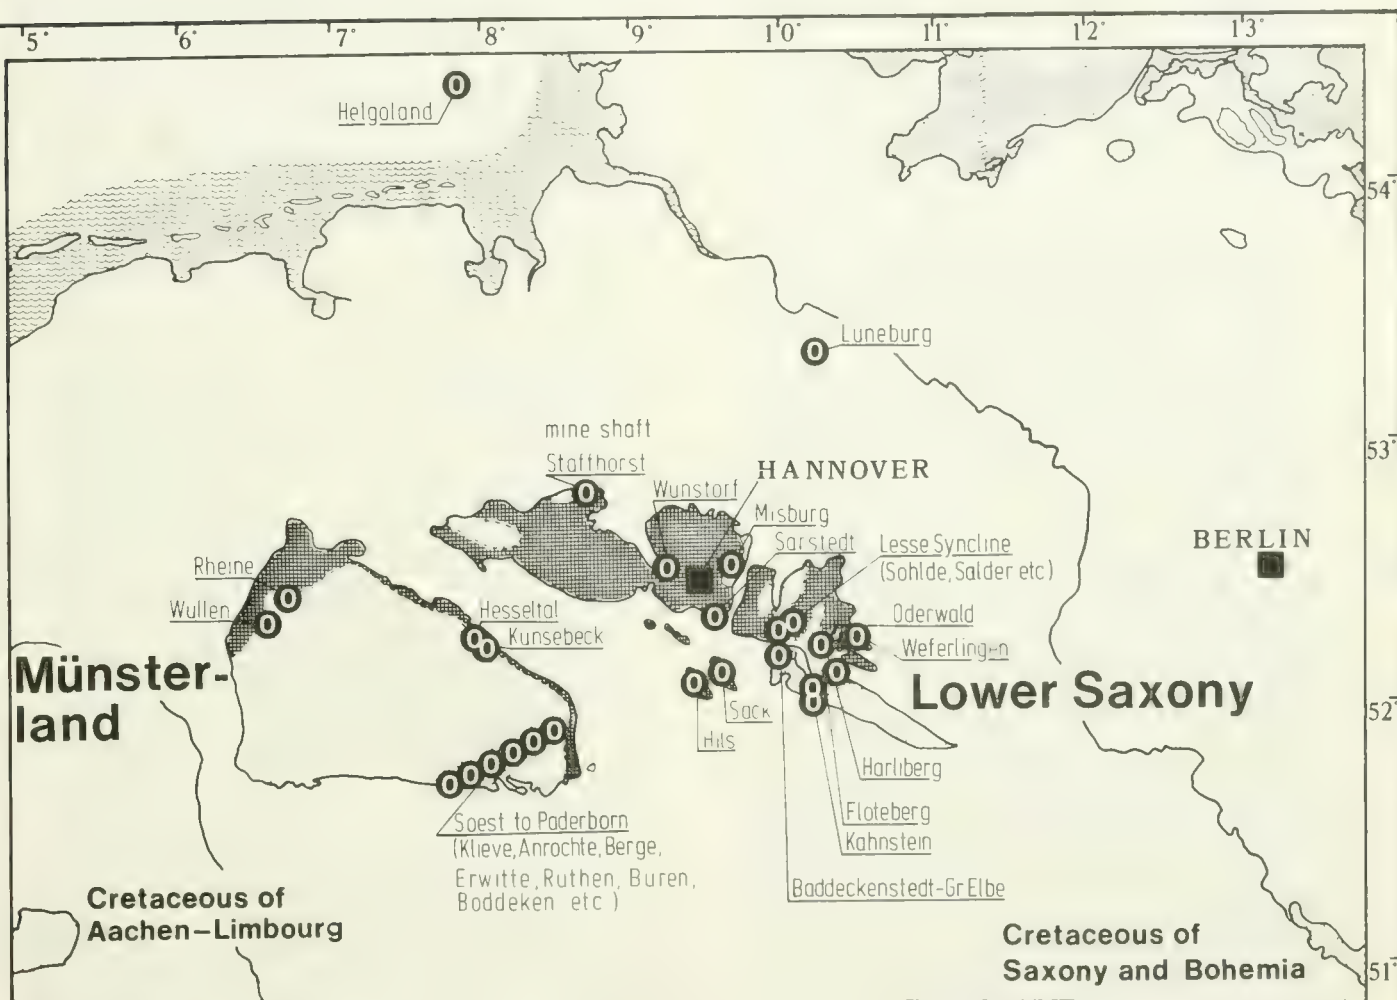 5° 6° 7° 8° 9° 10° 11° 12° 13°
Helgoland
54°
Luneburg
53°
mine shaft
Staffhorst
HANNOVER
Wunstorf
Misburg
Sarstedt
Lesse Syncline
(Sohlde, Salder etc)
BERLIN
Rheine
Wullen
Hesseltal
Kunsebeck
Oderwald
Weferlingen
Münster-
land
Lower Saxony
52°
Sack
Hils
Harliberg
Floteberg
Kahnstein
Soest to Paderborn
(Klieve, Anrochte, Berge,
Erwitte, Ruthen, Buren,
Boddeken etc )
Baddeckenstedt-Gr Elbe
Cretaceous of
Aachen–Limbourg
Cretaceous of
Saxony and Bohemia
51°